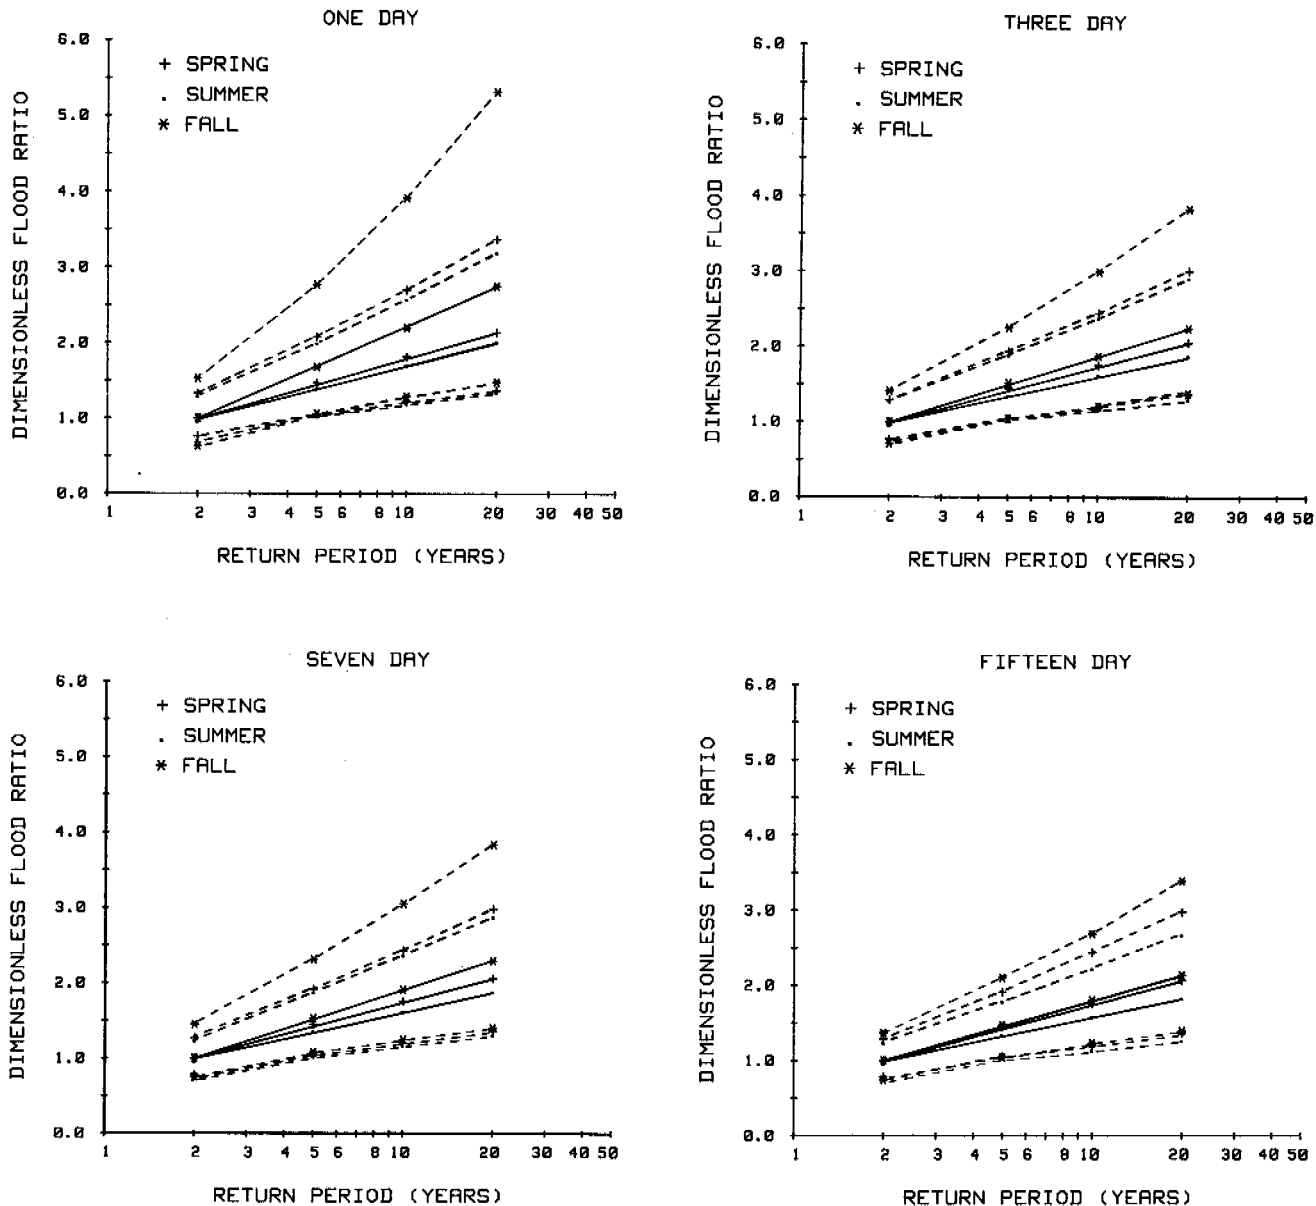 ONE DAY
6.0
5.0
4.0
3.0
2.0
1.0
0.0
DIMENSIONLESS FLOOD RATIO
+ SPRING
. SUMMER
* FALL
1 2 3 4 5 6 8 10 20 30 40 50
RETURN PERIOD (YEARS)
THREE DAY
6.0
5.0
4.0
3.0
2.0
1.0
0.0
DIMENSIONLESS FLOOD RATIO
+ SPRING
. SUMMER
* FALL
1 2 3 4 5 6 8 10 20 30 40 50
RETURN PERIOD (YEARS)
SEVEN DAY
6.0
5.0
4.0
3.0
2.0
1.0
0.0
DIMENSIONLESS FLOOD RATIO
+ SPRING
. SUMMER
* FALL
1 2 3 4 5 6 8 10 20 30 40 50
RETURN PERIOD (YEARS)
FIFTEEN DAY
6.0
5.0
4.0
3.0
2.0
1.0
0.0
DIMENSIONLESS FLOOD RATIO
+ SPRING
. SUMMER
* FALL
1 2 3 4 5 6 8 10 20 30 40 50
RETURN PERIOD (YEARS)